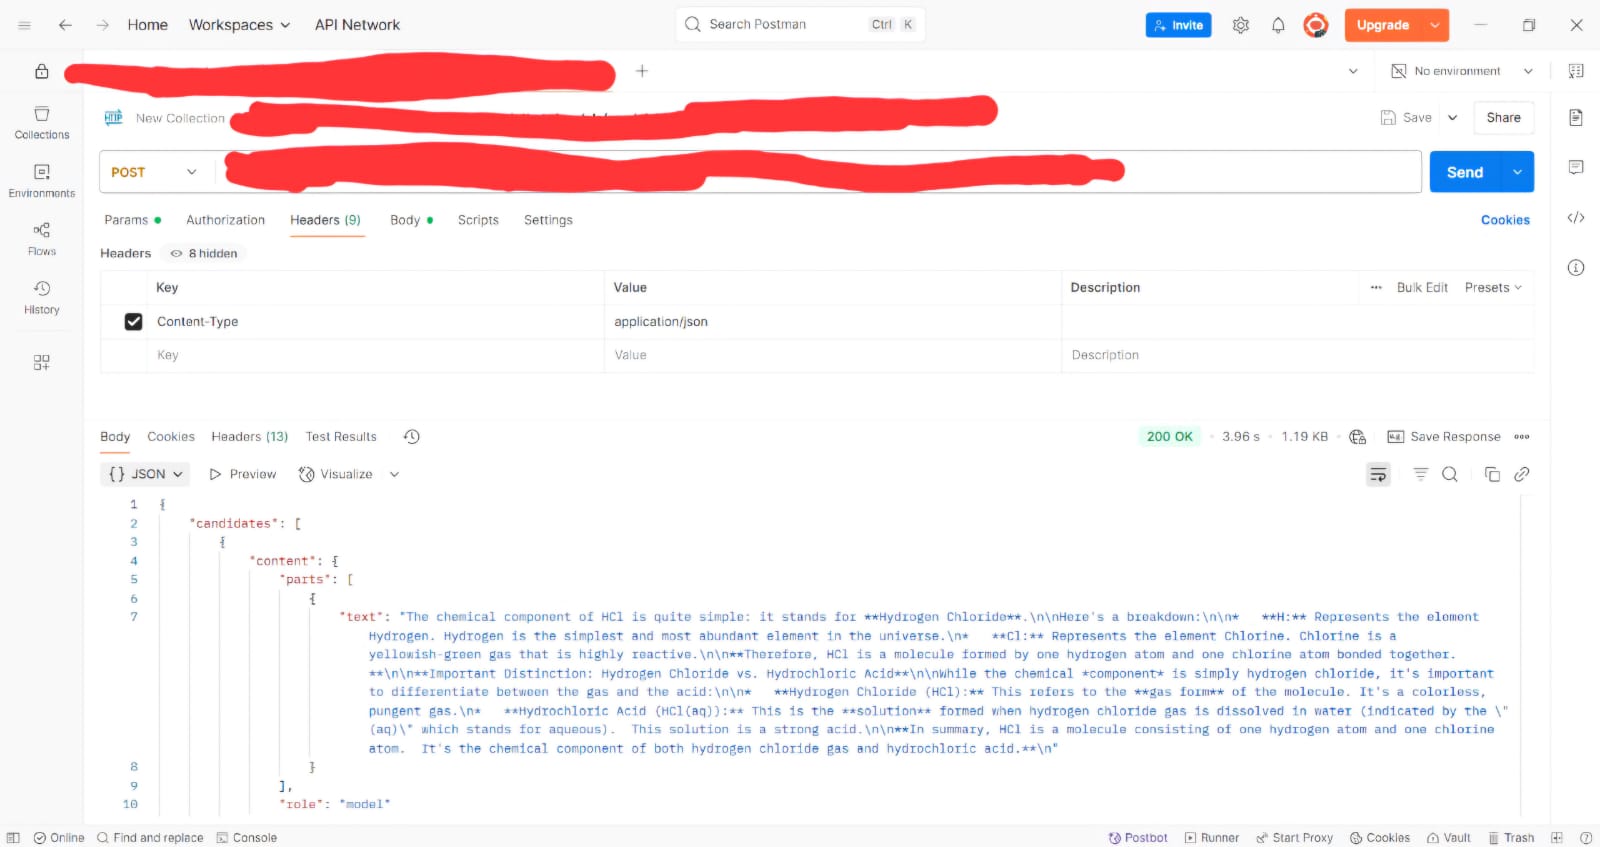 Home Workspaces API Network Search Postman Ctrl K Invite Upgrade
No environment
New Collection Save Share
POST Send
Params Authorization Headers (9) Body Scripts Settings Cookies
Headers 8 hidden
Key Value Description Bulk Edit Presets
Content-Type application/json
Key Value Description
Collections
Environments
Flows
History
Body Cookies Headers (13) Test Results 200 OK 3.96 s 1.19 KB Save Response
{} JSON Preview Visualize
1 {
2 "candidates": [
3 {
4 "content": {
5 "parts": [
6 {
7 "text": "The chemical component of HCl is quite simple: it stands for **Hydrogen Chloride**.\n\nHere's a breakdown:\n\n*   **H:** Represents the element
Hydrogen. Hydrogen is the simplest and most abundant element in the universe.\n*   **Cl:** Represents the element Chlorine. Chlorine is a
yellowish-green gas that is highly reactive.\n\n**Therefore, HCl is a molecule formed by one hydrogen atom and one chlorine atom bonded together.
**\n\n**Important Distinction: Hydrogen Chloride vs. Hydrochloric Acid**\n\nWhile the chemical *component* is simply hydrogen chloride, it's important
to differentiate between the gas and the acid:\n\n*   **Hydrogen Chloride (HCl):** This refers to the **gas form** of the molecule. It's a colorless,
pungent gas.\n*   **Hydrochloric Acid (HCl(aq)):** This is the **solution** formed when hydrogen chloride gas is dissolved in water (indicated by the \"
(aq)\" which stands for aqueous).  This solution is a strong acid.\n\n**In summary, HCl is a molecule consisting of one hydrogen atom and one chlorine
atom.  It's the chemical component of both hydrogen chloride gas and hydrochloric acid.**\n"
8 }
9 ],
10 "role": "model"
Online Find and replace Console Postbot Runner Start Proxy Cookies Vault Trash